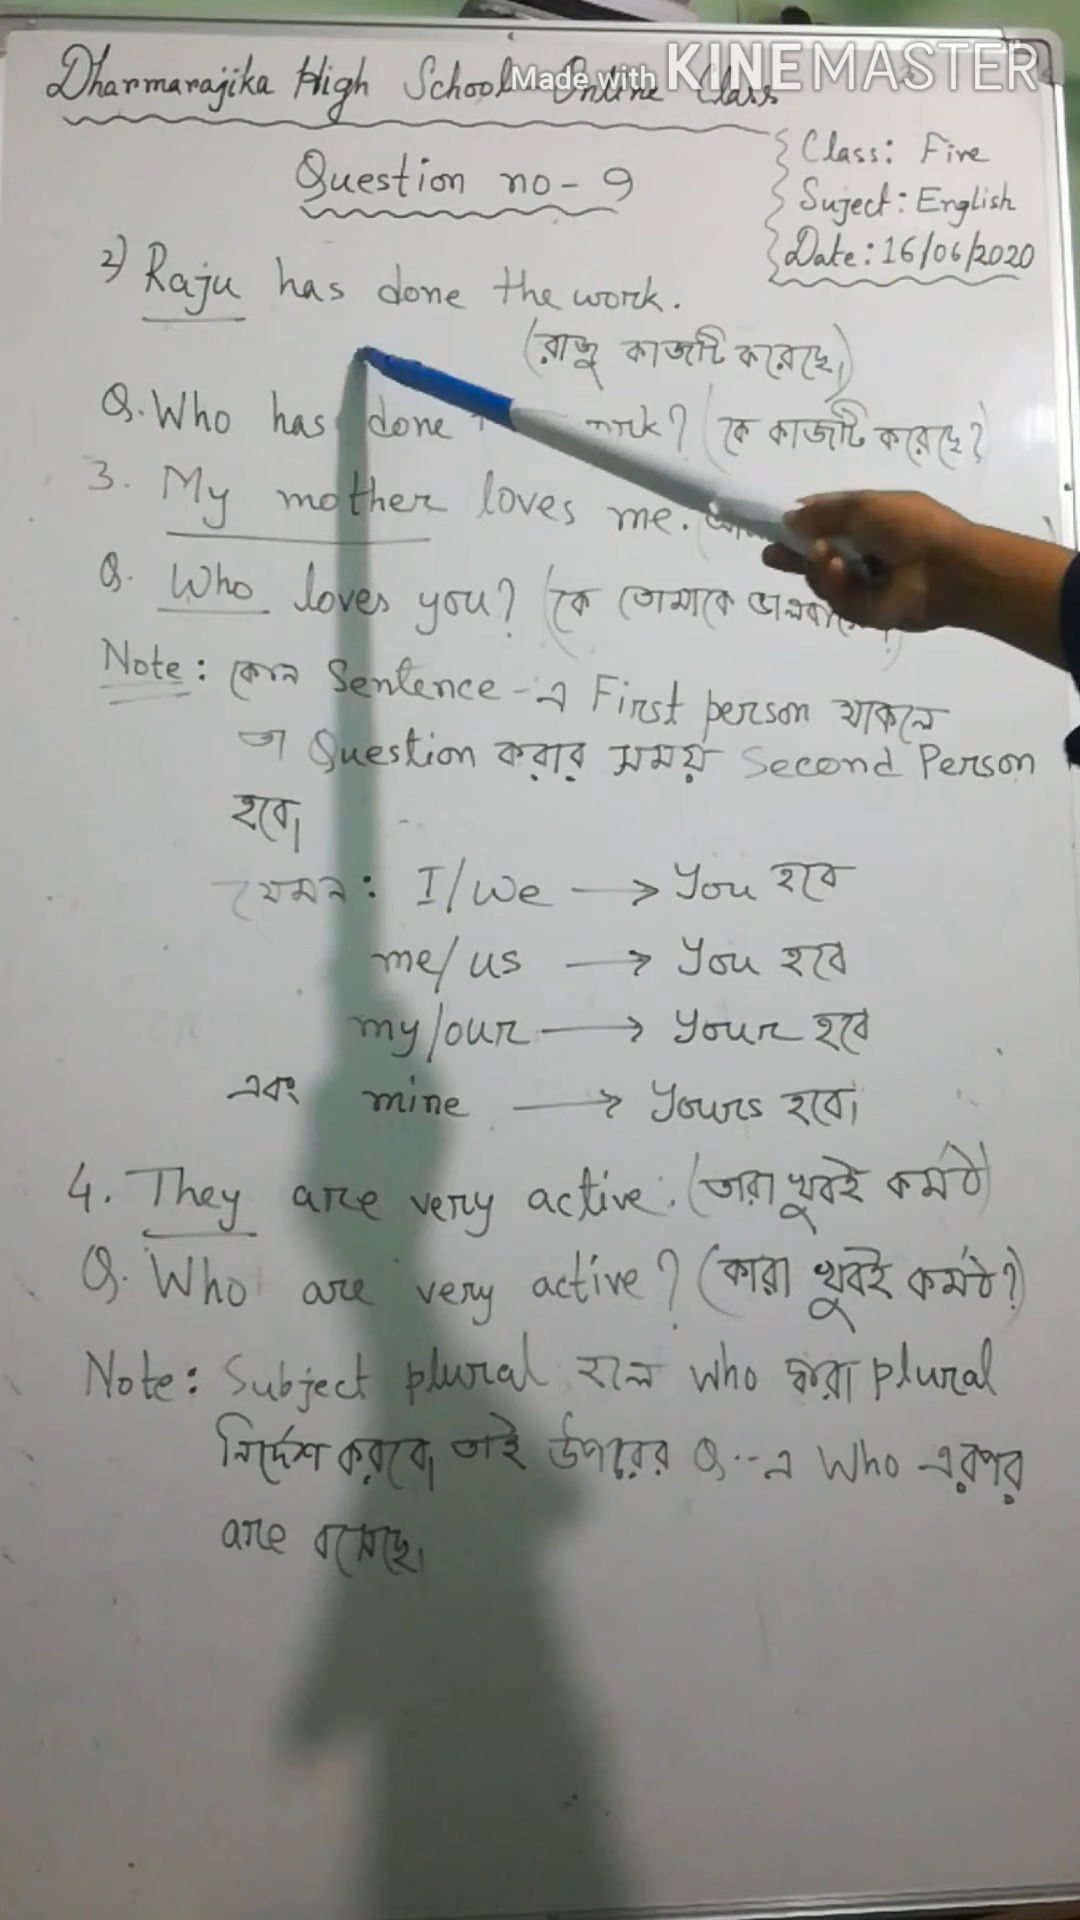 Dharmarajika High School Online Class
Made with KINEMASTER
Class: Five
Suject: English
Date: 16/06/2020
Question no - 9
2) Raju has done the work.
(রাজু কাজটি করেছে।)
Q. Who has done work? (কে কাজটি করেছে?)
3. My mother loves me.
Q. Who loves you? (কে তোমাকে
Note: কোন Sentence-এ First person থাকলে
তা Question করার সময় Second Person
হবে।
যেমন: I/we → You হবে
me/us → You হবে
my/our → Your হবে
এবং mine → Yours হবে।
4. They are very active. (তারা খুবই কর্মঠ)
Q. Who are very active? (কারা খুবই কর্মঠ?)
Note: Subject plural হলে who দ্বারা plural
নির্দেশ করবে। তাই উপরের Q.-এ Who এরপর
are বসেছে।